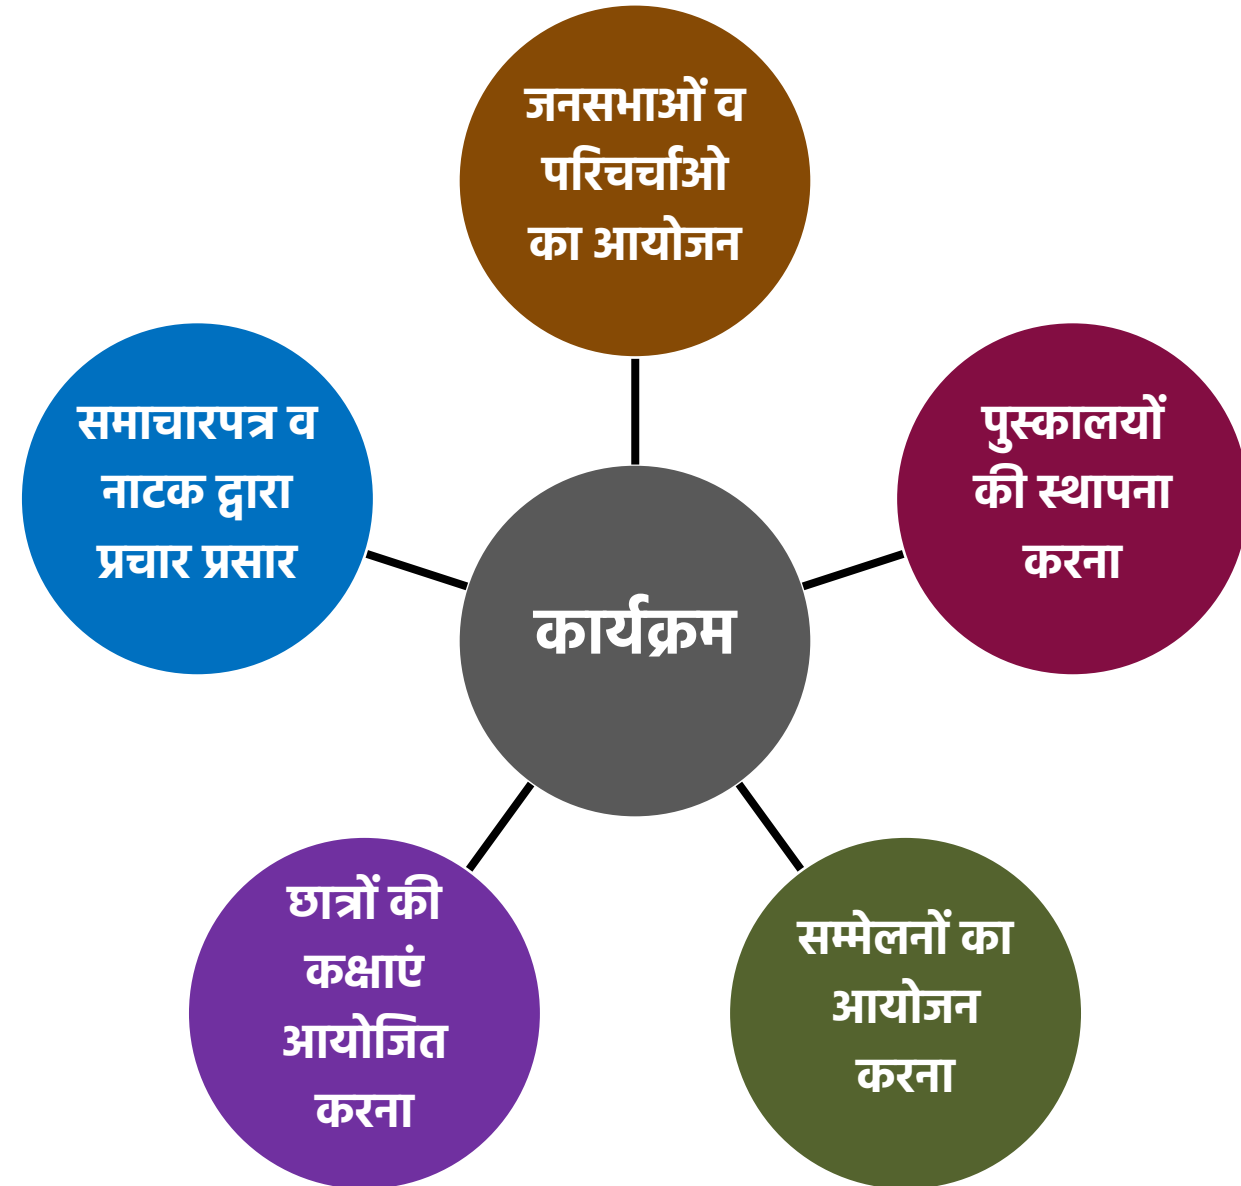 जनसभाओं व
परिचर्चाओ
का आयोजन
पुस्कालयों
की स्थापना
करना
सम्मेलनों का
आयोजन
करना
छात्रों की
कक्षाएं
आयोजित
करना
समाचारपत्र व
नाटक द्वारा
प्रचार प्रसार
कार्यक्रम